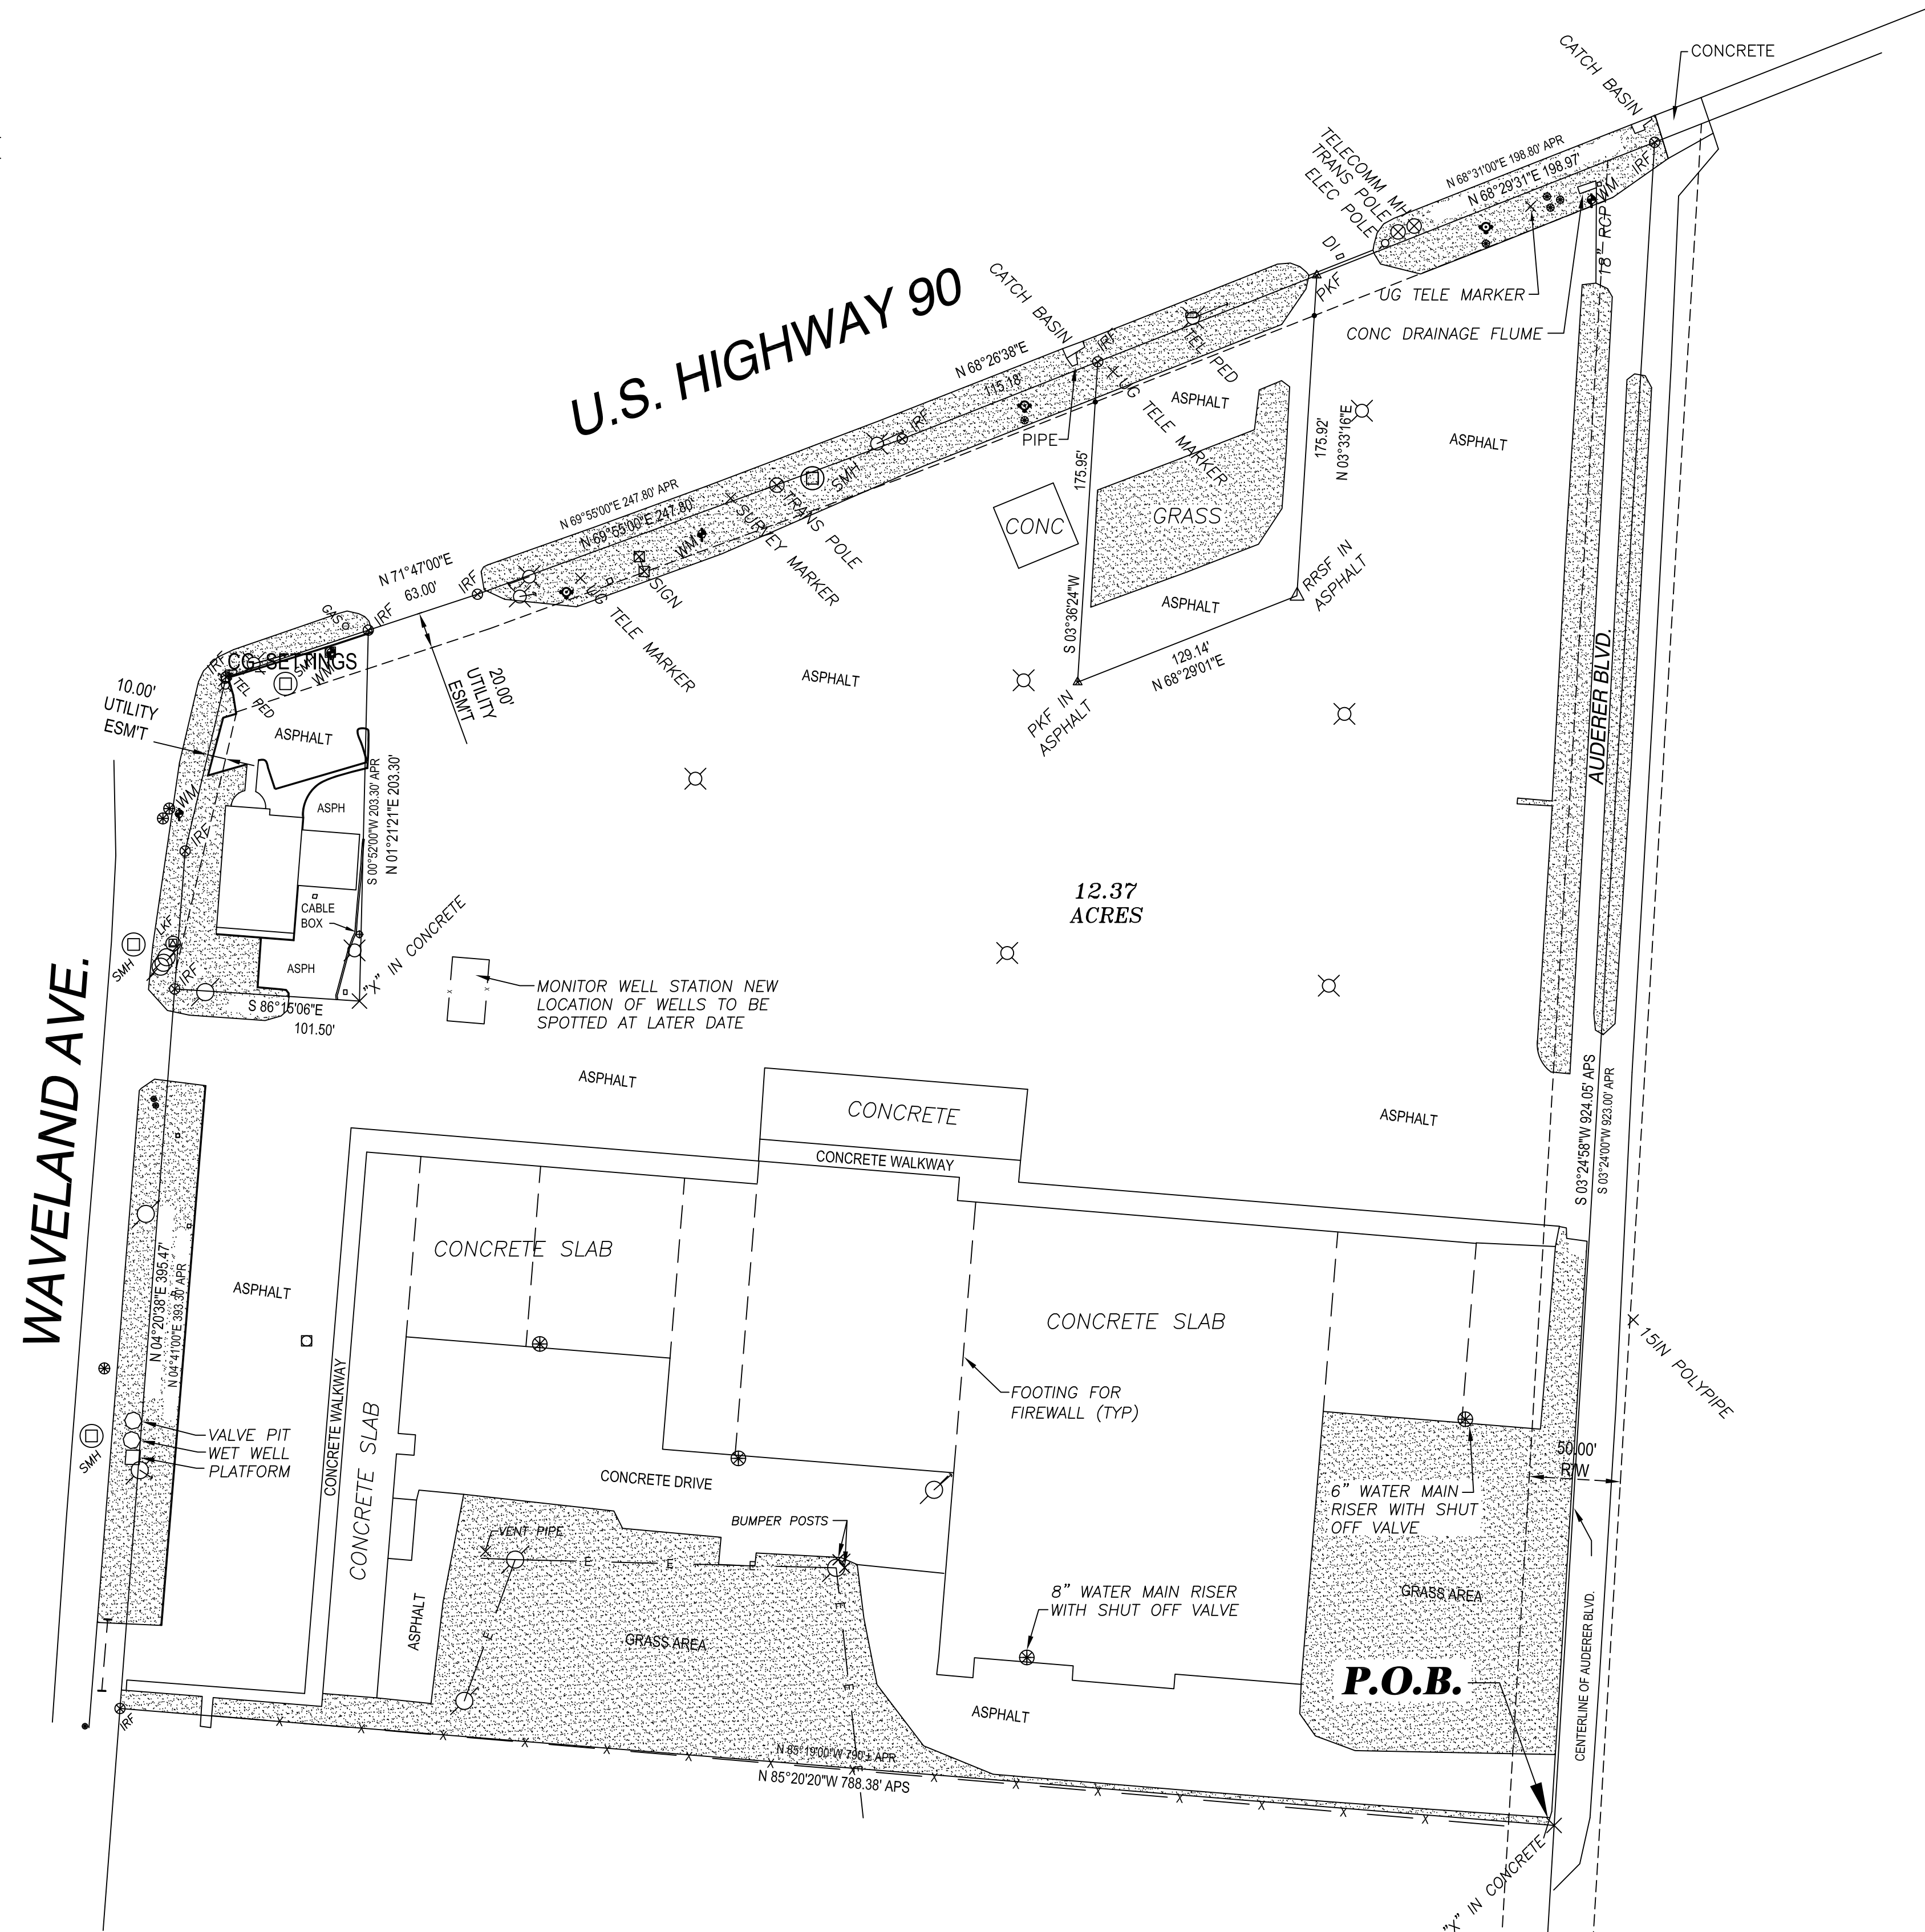 CONCRETE
CATCH BASIN
TELECOMM MH
TRANS POLE
ELEC POLE
N 68°31'00"E 198.80' APR
N 68°29'31"E 198.97'
IRF
WM
18" RCP
DI
PKF
UG TELE MARKER
CONC DRAINAGE FLUME
U.S. HIGHWAY 90
CATCH BASIN
IRF
TEL PED
N 68°26'38"E
115.18'
UG TELE MARKER
PIPE
ASPHALT
175.92'
N 03°33'16"E
ASPHALT
IRF
SMH
TRANS POLE
175.95'
S 03°36'24"W
CONC
GRASS
N 69°55'00"E 247.80' APR
N 69°55'00"E 247.80'
WM
SURVEY MARKER
SIGN
UG TELE MARKER
RRSF IN
ASPHALT
ASPHALT
129.14'
N 68°29'01"E
PKF IN
ASPHALT
N 71°47'00"E
63.00'
IRF
IRF
GAS
CG SETTINGS
IRF
SMH
WM
TEL PED
20.00'
UTILITY
ESM'T
10.00'
UTILITY
ESM'T
ASPHALT
ASPHALT
AUDERER BLVD.
S 00°52'00"W 203.30' APR
N 01°21'21"E 203.30'
WM
IRF
ASPH
CABLE
BOX
LKF
SMH
IRF
ASPH
"X" IN CONCRETE
S 86°15'06"E
101.50'
12.37
ACRES
MONITOR WELL STATION NEW
LOCATION OF WELLS TO BE
SPOTTED AT LATER DATE
X
X
WAVELAND AVE.
ASPHALT
CONCRETE
ASPHALT
CONCRETE WALKWAY
S 03°24'58"W 924.05' APS
S 03°24'00"W 923.00' APR
CONCRETE SLAB
CONCRETE SLAB
N 04°20'38"E 395.47'
N 04°41'00"E 393.30' APR
ASPHALT
CONCRETE WALKWAY
CONCRETE SLAB
FOOTING FOR
FIREWALL (TYP)
15IN POLYPIPE
VALVE PIT
WET WELL
PLATFORM
SMH
CONCRETE DRIVE
50.00'
R/W
6" WATER MAIN
RISER WITH SHUT
OFF VALVE
BUMPER POSTS
VENT PIPE
E E E
E
E
E
E
8" WATER MAIN RISER
WITH SHUT OFF VALVE
GRASS AREA
ASPHALT
GRASS AREA
CENTERLINE OF AUDERER BLVD.
P.O.B.
ASPHALT
IRF
X X X X X X X X X X X X X X X
N 85°19'00"W 790'± APR
N 85°20'20"W 788.38' APS
"X" IN CONCRETE